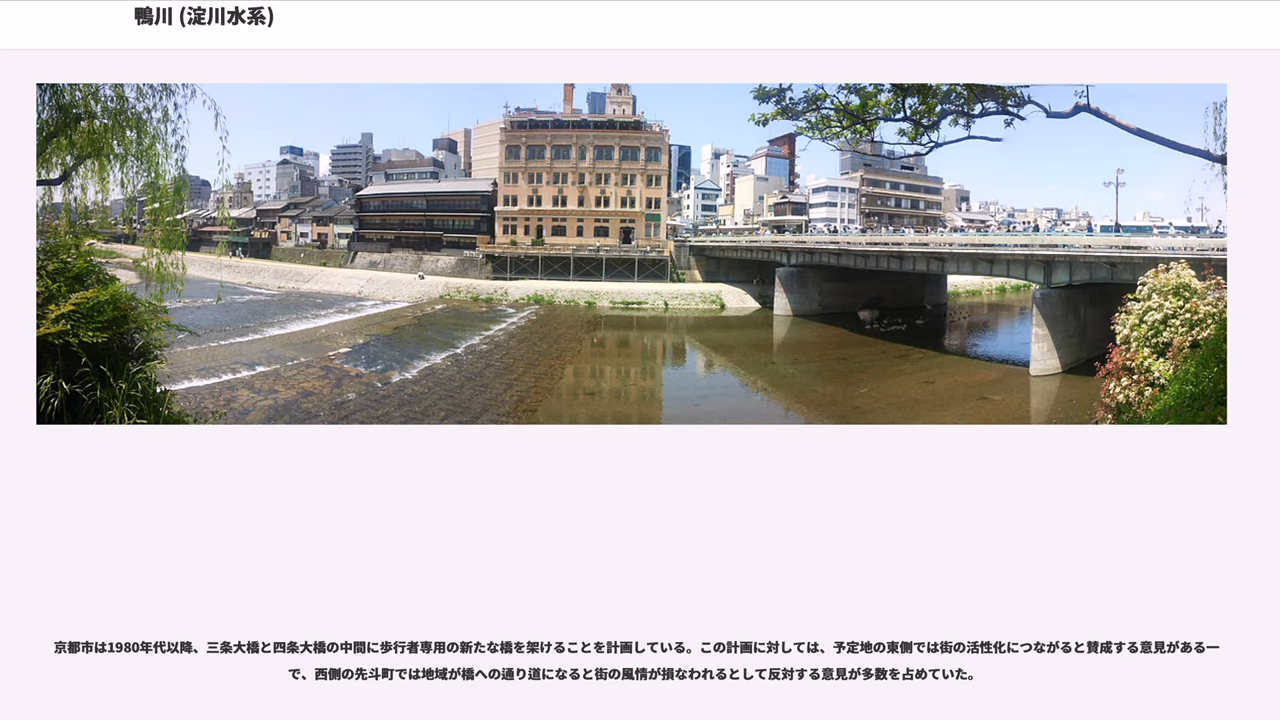 鴨川 (淀川水系)
京都市は1980年代以降、三条大橋と四条大橋の中間に歩行者専用の新たな橋を架けることを計画している。この計画に対しては、予定地の東側では街の活性化につながると賛成する意見がある一
で、西側の先斗町では地域が橋への通り道になると街の風情が損なわれるとして反対する意見が多数を占めていた。